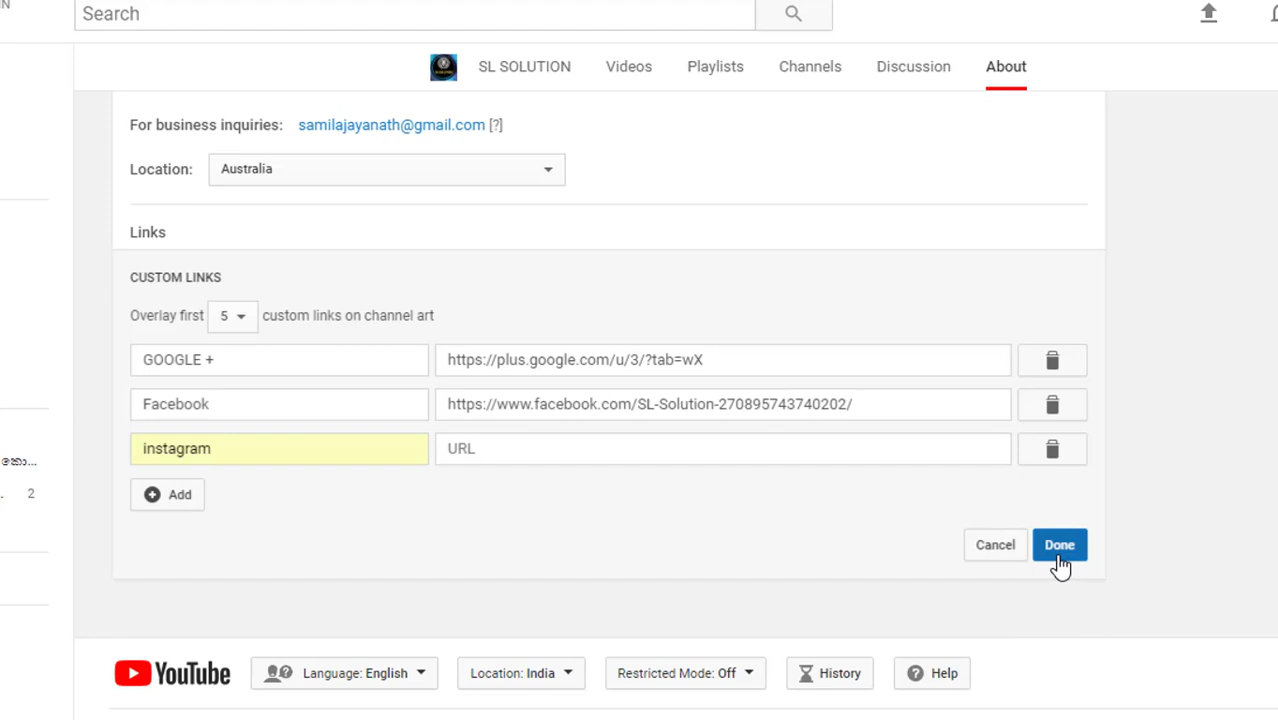 IN
Search
SL SOLUTION Videos Playlists Channels Discussion About
For business inquiries: samilajayanath@gmail.com [?]
Location: Australia
Links
CUSTOM LINKS
Overlay first 5 custom links on channel art
GOOGLE + https://plus.google.com/u/3/?tab=wX
Facebook https://www.facebook.com/SL-Solution-270895743740202/
instagram URL
කො...
. 2
Add
Cancel Done
YouTube Language: English Location: India Restricted Mode: Off History Help